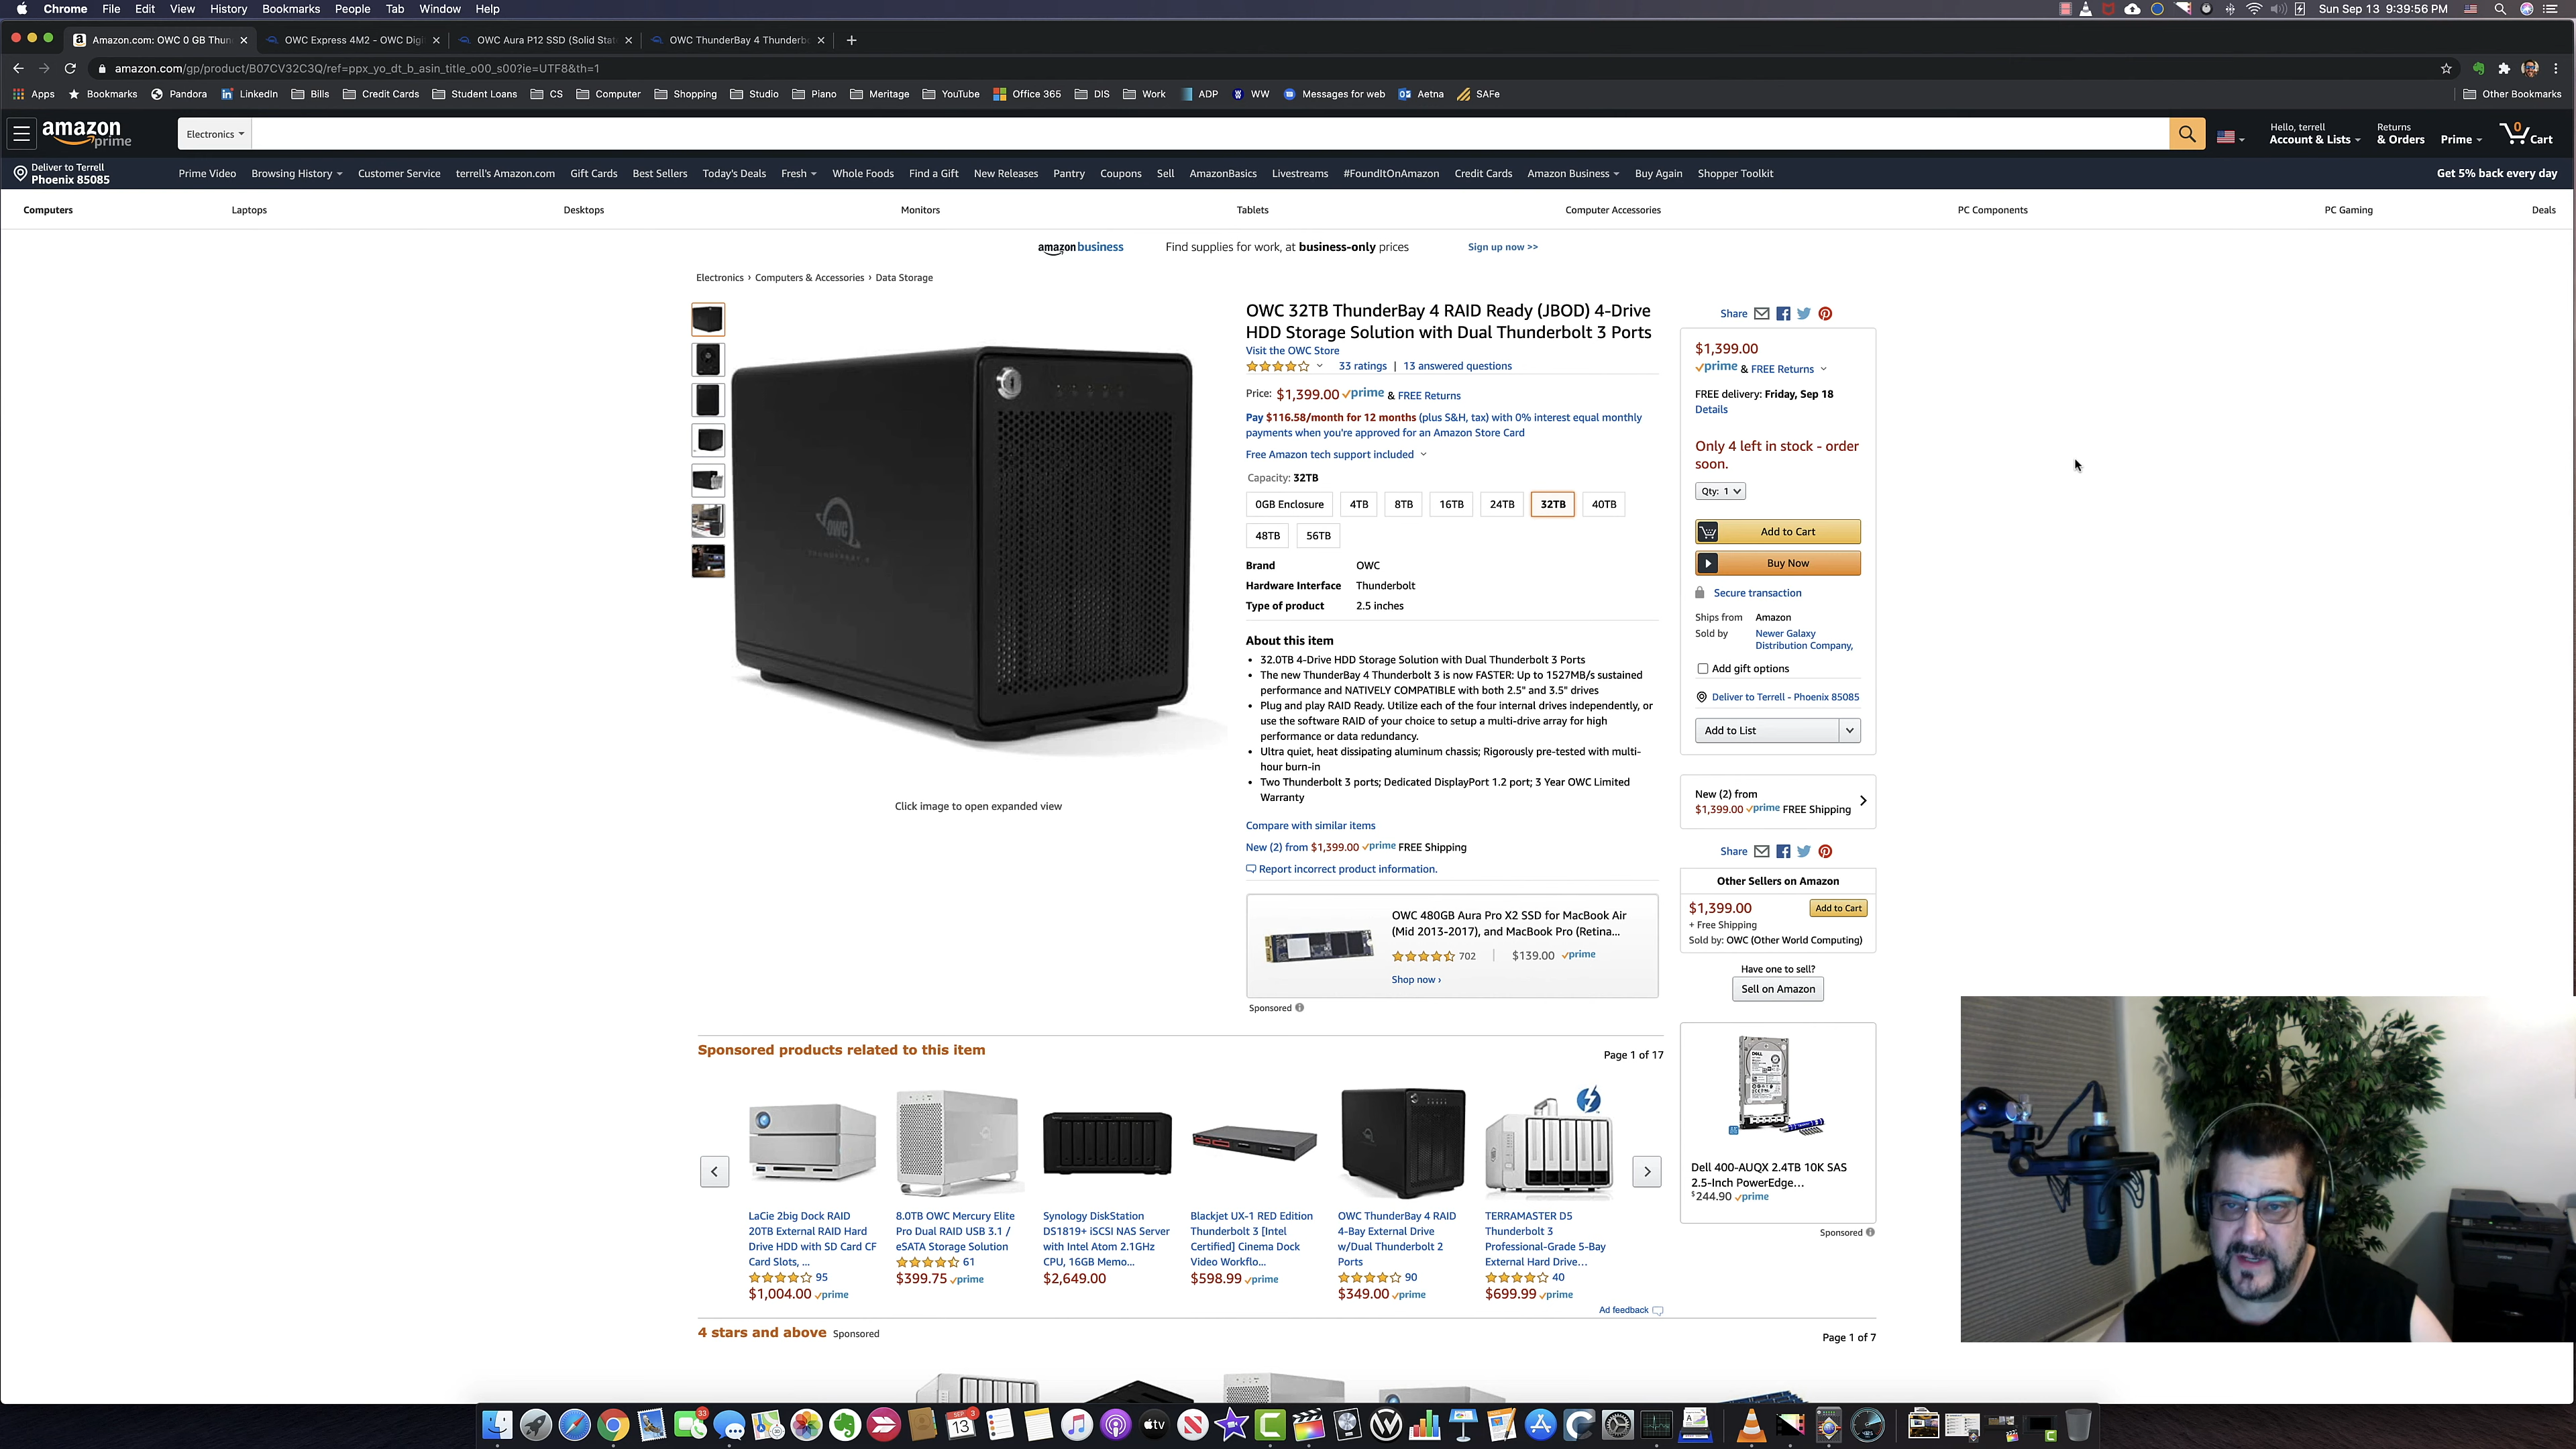 Chrome File Edit View History Bookmarks People Tab Window Help
Sun Sep 13 9:39:56 PM
Amazon.com: OWC 0 GB Thun
OWC Express 4M2 - OWC Digi
OWC Aura P12 SSD (Solid Stat
OWC ThunderBay 4 Thunderb
amazon.com/gp/product/B07CV32C3Q/ref=ppx_yo_dt_b_asin_title_o00_s00?ie=UTF8&th=1
Apps Bookmarks Pandora LinkedIn Bills Credit Cards Student Loans CS Computer Shopping Studio Piano Meritage YouTube Office 365 DIS Work ADP WW Messages for web Aetna SAFe Other Bookmarks
amazon prime
Electronics
Hello, terrell
Account & Lists
Returns
& Orders
Prime
0
Cart
Deliver to Terrell
Phoenix 85085
Prime Video Browsing History Customer Service terrell's Amazon.com Gift Cards Best Sellers Today's Deals Fresh Whole Foods Find a Gift New Releases Pantry Coupons Sell AmazonBasics Livestreams #FoundItOnAmazon Credit Cards Amazon Business Buy Again Shopper Toolkit
Get 5% back every day
Computers Laptops Desktops Monitors Tablets Computer Accessories PC Components PC Gaming Deals
amazon business Find supplies for work, at business-only prices Sign up now >>
Electronics › Computers & Accessories › Data Storage
OWC
Click image to open expanded view
OWC 32TB ThunderBay 4 RAID Ready (JBOD) 4-Drive
HDD Storage Solution with Dual Thunderbolt 3 Ports
Visit the OWC Store
33 ratings | 13 answered questions
Price: $1,399.00 prime & FREE Returns
Pay $116.58/month for 12 months (plus S&H, tax) with 0% interest equal monthly
payments when you're approved for an Amazon Store Card
Free Amazon tech support included
Capacity: 32TB
0GB Enclosure 4TB 8TB 16TB 24TB 32TB 40TB
48TB 56TB
Brand OWC
Hardware Interface Thunderbolt
Type of product 2.5 inches
About this item
• 32.0TB 4-Drive HDD Storage Solution with Dual Thunderbolt 3 Ports
• The new ThunderBay 4 Thunderbolt 3 is now FASTER: Up to 1527MB/s sustained
performance and NATIVELY COMPATIBLE with both 2.5" and 3.5" drives
• Plug and play RAID Ready. Utilize each of the four internal drives independently, or
use the software RAID of your choice to setup a multi-drive array for high
performance or data redundancy.
• Ultra quiet, heat dissipating aluminum chassis; Rigorously pre-tested with multi-
hour burn-in
• Two Thunderbolt 3 ports; Dedicated DisplayPort 1.2 port; 3 Year OWC Limited
Warranty
Compare with similar items
New (2) from $1,399.00 prime FREE Shipping
Report incorrect product information.
OWC 480GB Aura Pro X2 SSD for MacBook Air
(Mid 2013-2017), and MacBook Pro (Retina...
702 | $139.00 prime
Shop now ›
Sponsored
Share
$1,399.00
prime & FREE Returns
FREE delivery: Friday, Sep 18
Details
Only 4 left in stock - order
soon.
Qty: 1
Add to Cart
Buy Now
Secure transaction
Ships from Amazon
Sold by Newer Galaxy
Distribution Company,
Add gift options
Deliver to Terrell - Phoenix 85085
Add to List
New (2) from
$1,399.00 prime FREE Shipping
Share
Other Sellers on Amazon
$1,399.00 Add to Cart
+ Free Shipping
Sold by: OWC (Other World Computing)
Have one to sell?
Sell on Amazon
Dell 400-AUQX 2.4TB 10K SAS
2.5-Inch PowerEdge...
$244.90 prime
Sponsored
Sponsored products related to this item
Page 1 of 17
LaCie 2big Dock RAID
20TB External RAID Hard
Drive HDD with SD Card CF
Card Slots, ...
95
$1,004.00 prime
8.0TB OWC Mercury Elite
Pro Dual RAID USB 3.1 /
eSATA Storage Solution
61
$399.75 prime
Synology DiskStation
DS1819+ iSCSI NAS Server
with Intel Atom 2.1GHz
CPU, 16GB Memo...
$2,649.00
Blackjet UX-1 RED Edition
Thunderbolt 3 [Intel
Certified] Cinema Dock
Video Workflo...
$598.99 prime
OWC ThunderBay 4 RAID
4-Bay External Drive
w/Dual Thunderbolt 2
Ports
90
$349.00 prime
TERRAMASTER D5
Thunderbolt 3
Professional-Grade 5-Bay
External Hard Drive...
40
$699.99 prime
Ad feedback
4 stars and above Sponsored
Page 1 of 7
33
SEP
13
3
tv